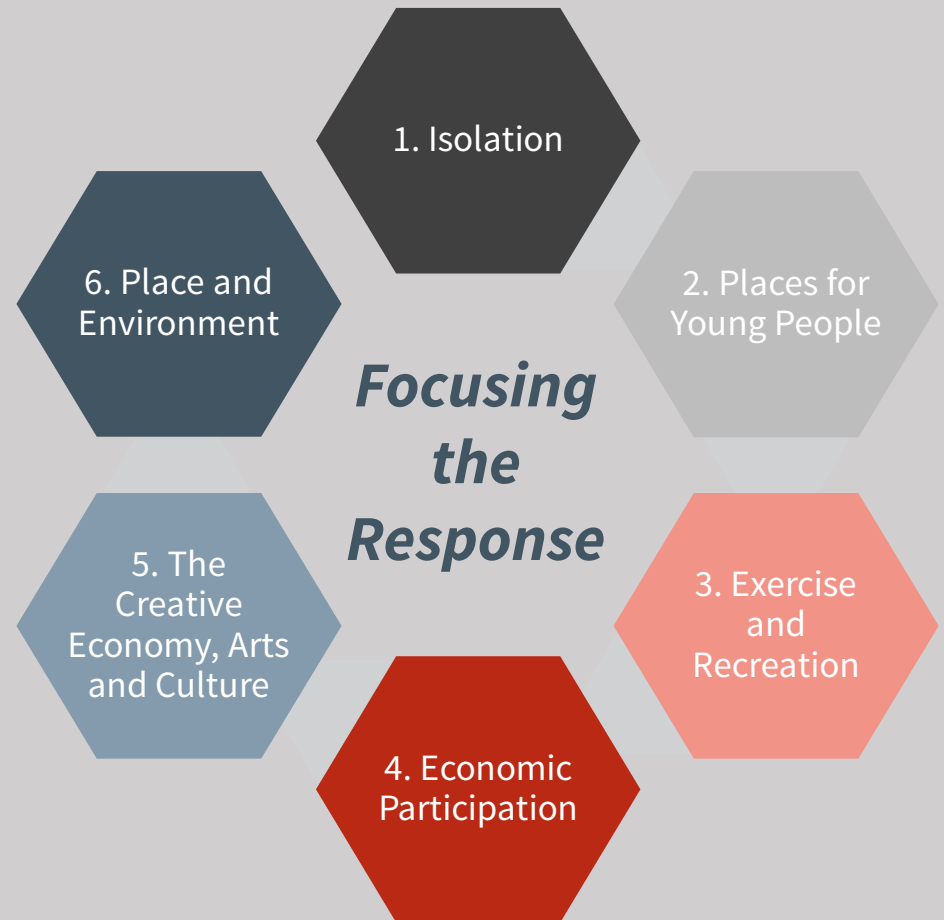 1. Isolation
2. Places for
Young People
3. Exercise
and
Recreation
4. Economic
Participation
5. The
Creative
Economy, Arts
and Culture
6. Place and
Environment
Focusing
the
Response